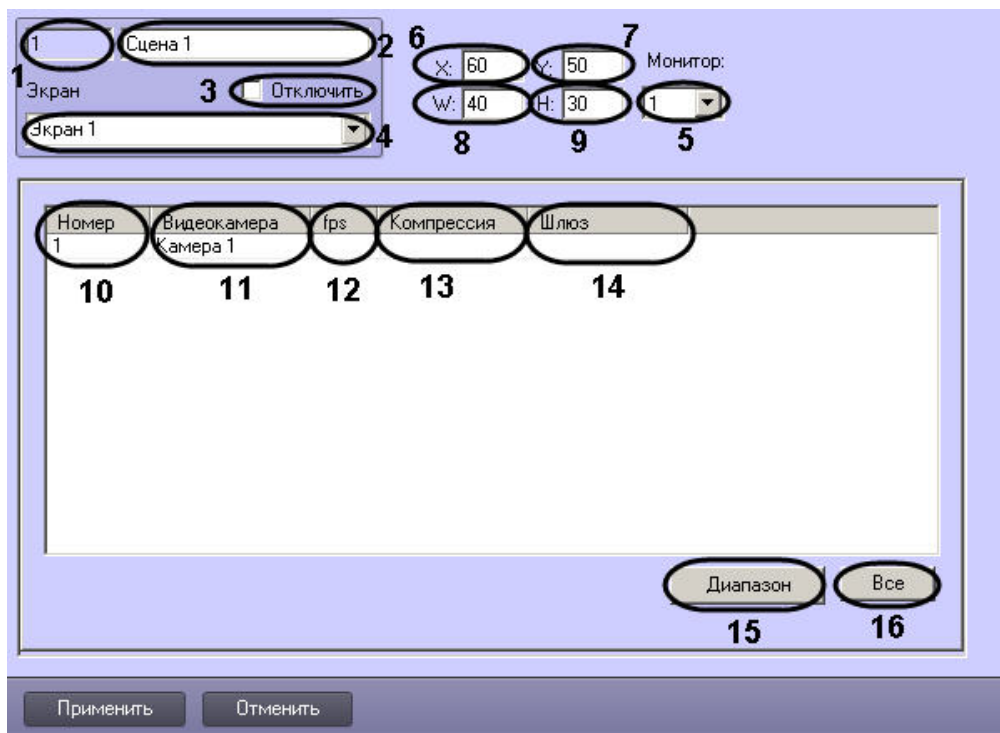 1 Сцена 1 2
1 Экран 3 Отключить
Экран 1 4
6 7
X: 60 Y: 50 Монитор:
W: 40 H: 30 1
8 9 5
Номер Видеокамера fps Компрессия Шлюз
1 Камера 1
10 11 12 13 14
Диапазон Все
15 16
Применить Отменить